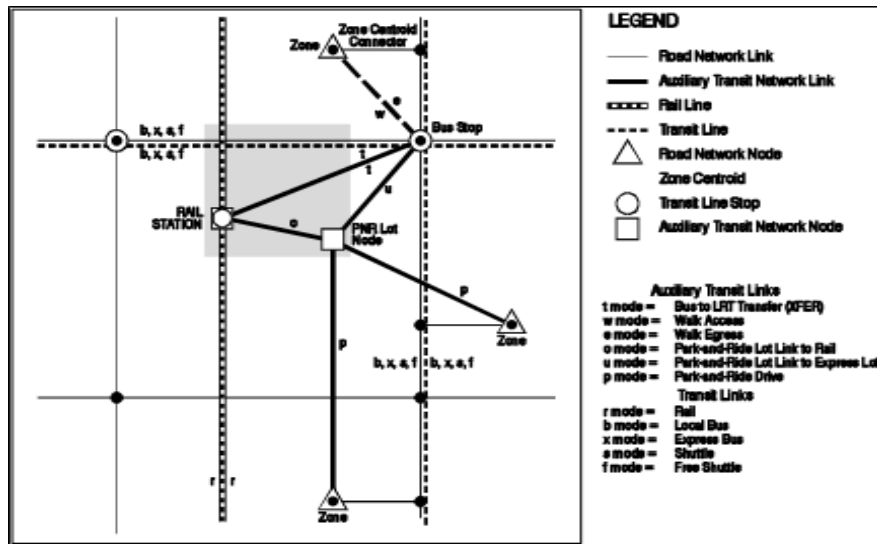 Zone
Zone Centroid
Connector
e
w
Bus Stop
b, x, s, f
b, x, s, f
t
t
u
RAIL
STATION
o
PNR Lot
Node
p
p
Zone
b, x, s, f
b, x, s, f
r
r
Zone
LEGEND
Road Network Link
Auxiliary Transit Network Link
Rail Line
Transit Line
Road Network Node
Zone Centroid
Transit Line Stop
Auxiliary Transit Network Node
Auxiliary Transit Links
t mode = Bus to LRT Transfer (XFER)
w mode = Walk Access
e mode = Walk Egress
o mode = Park-and-Ride Lot Link to Rail
u mode = Park-and-Ride Lot Link to Express Lot
p mode = Park-and-Ride Drive
Transit Links
r mode = Rail
b mode = Local Bus
x mode = Express Bus
s mode = Shuttle
f mode = Free Shuttle